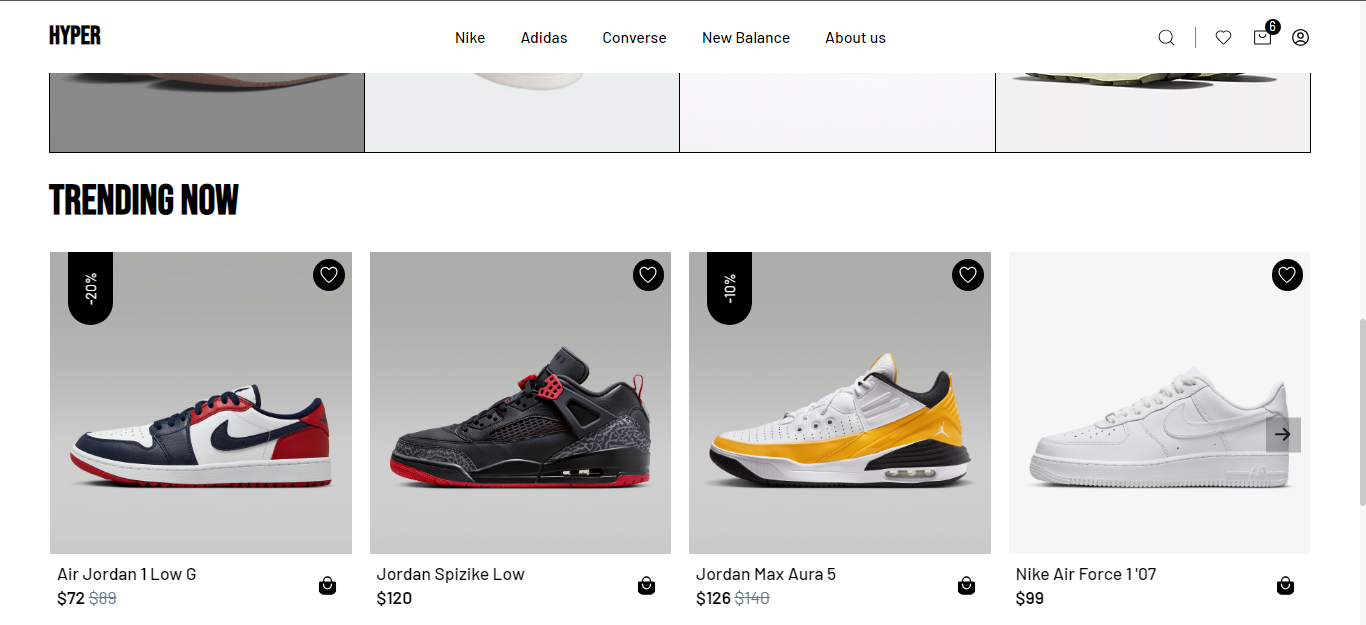 HYPER
Nike Adidas Converse New Balance About us
6
TRENDING NOW
-20%
-10%
Air Jordan 1 Low G
$72 $89
Jordan Spizike Low
$120
Jordan Max Aura 5
$126 $140
Nike Air Force 1 '07
$99